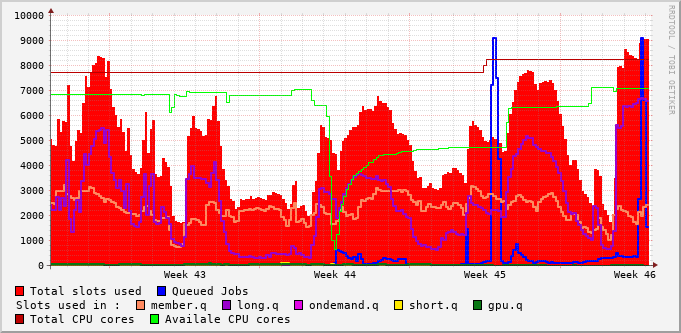 10000
9000
8000
7000
6000
5000
4000
3000
2000
1000
0
Week 43 Week 44 Week 45 Week 46
RRDTOOL / TOBI OETIKER
Total slots used Queued Jobs
Slots used in : member.q long.q ondemand.q short.q gpu.q
Total CPU cores Availale CPU cores